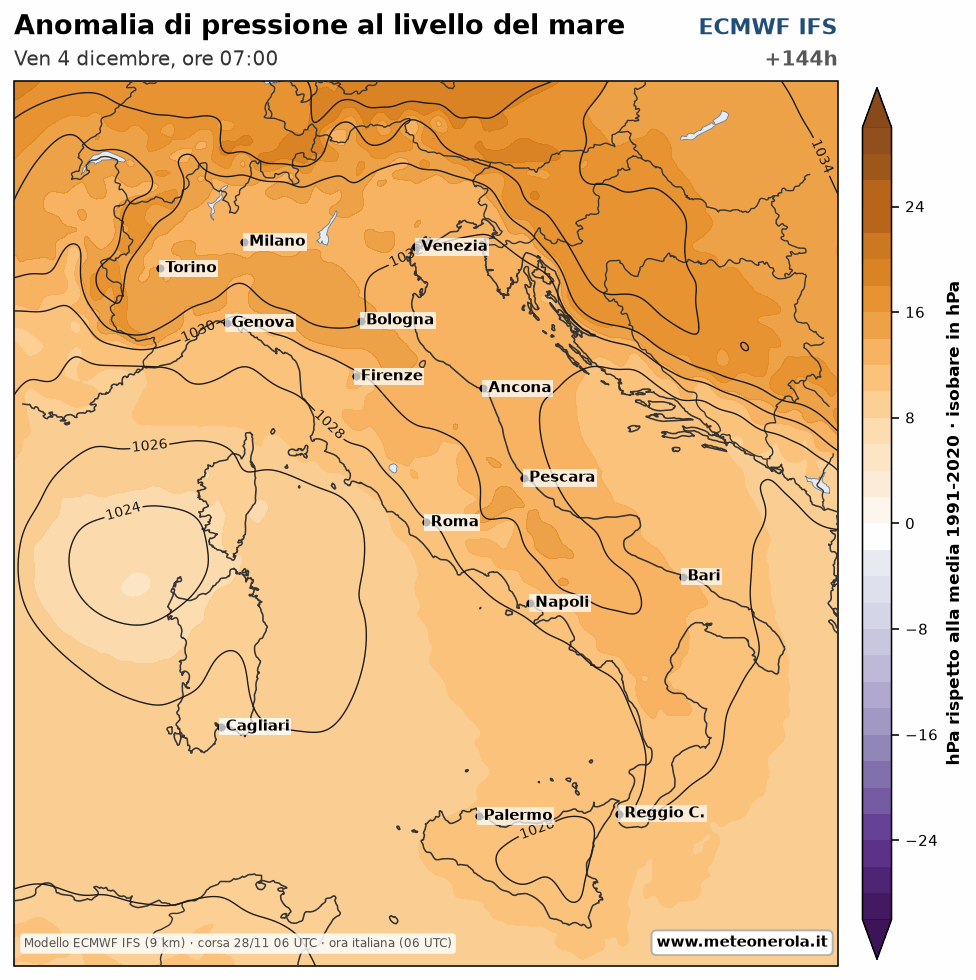 Anomalia di pressione al livello del mare
ECMWF IFS
Ven 4 dicembre, ore 07:00
+144h
1034
Milano
Venezia
Torino
1030
Genova
Bologna
Firenze
Ancona
1028
1026
Pescara
1024
Roma
Bari
Napoli
Cagliari
Palermo
Reggio C.
1028
24
16
8
0
−8
−16
−24
hPa rispetto alla media 1991-2020 · isobare in hPa
Modello ECMWF IFS (9 km) · corsa 28/11 06 UTC · ora italiana (06 UTC)
www.meteonerola.it